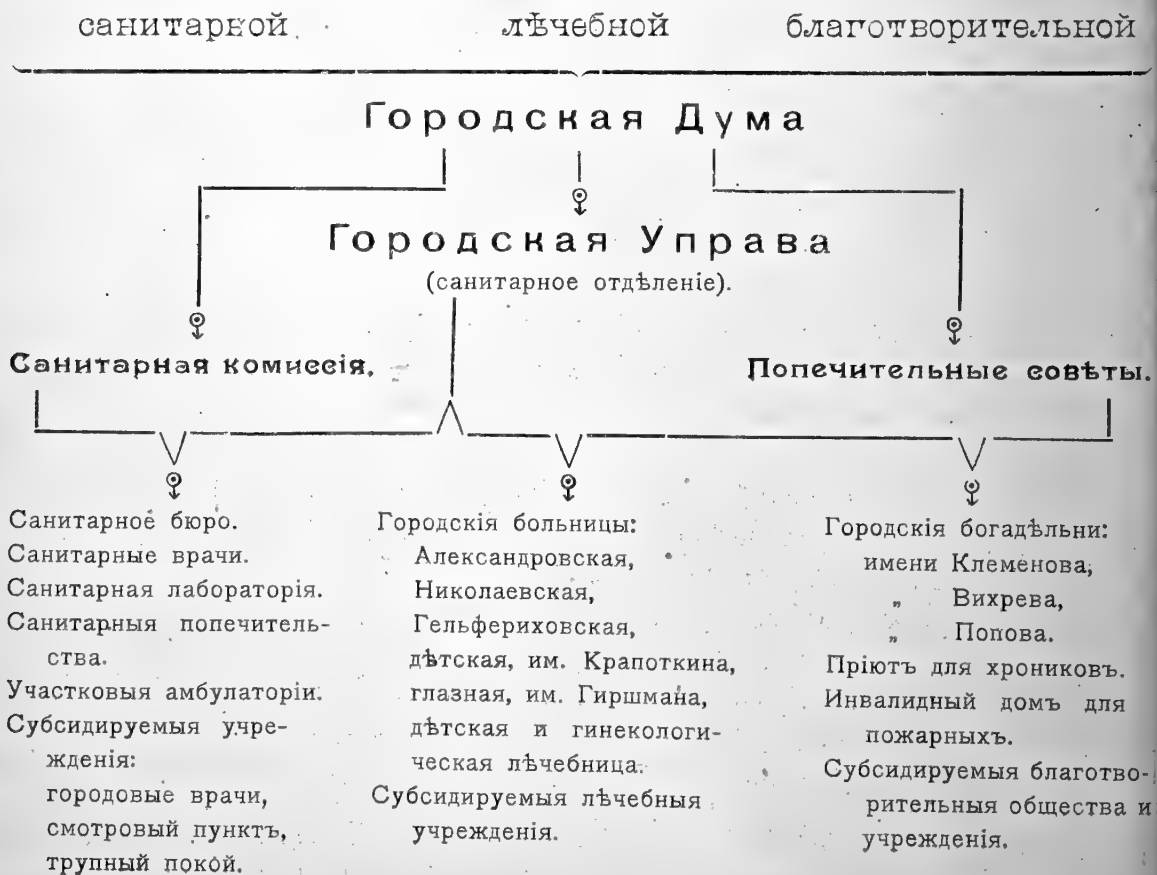 санитарной, лѣчебной благотворительной
Городская Дума
Городская Управа
(санитарное отдѣленіе).
Санитарная комиссія.
Попечительные совѣты.
Санитарное бюро.
Санитарные врачи.
Санитарная лабораторія.
Санитарныя попечитель-
ства.
Участковыя амбулаторіи.
Субсидируемыя учре-
жденія:
городовые врачи,
смотровый пунктъ,
трупный покой.
Городскія больницы:
Александровская,
Николаевская,
Гельфериховская,
дѣтская, им. Крапоткина,
глазная, им. Гиршмана,
дѣтская и гинекологи-
ческая лѣчебница.
Субсидируемыя лѣчебныя
учрежденія.
Городскія богадѣльни:
имени Клеменова,
„ Вихрева,
„ Попова.
Пріютъ для хрониковъ.
Инвалидный домъ для
пожарныхъ.
Субсидируемыя благотво-
рительныя общества и
учрежденія.